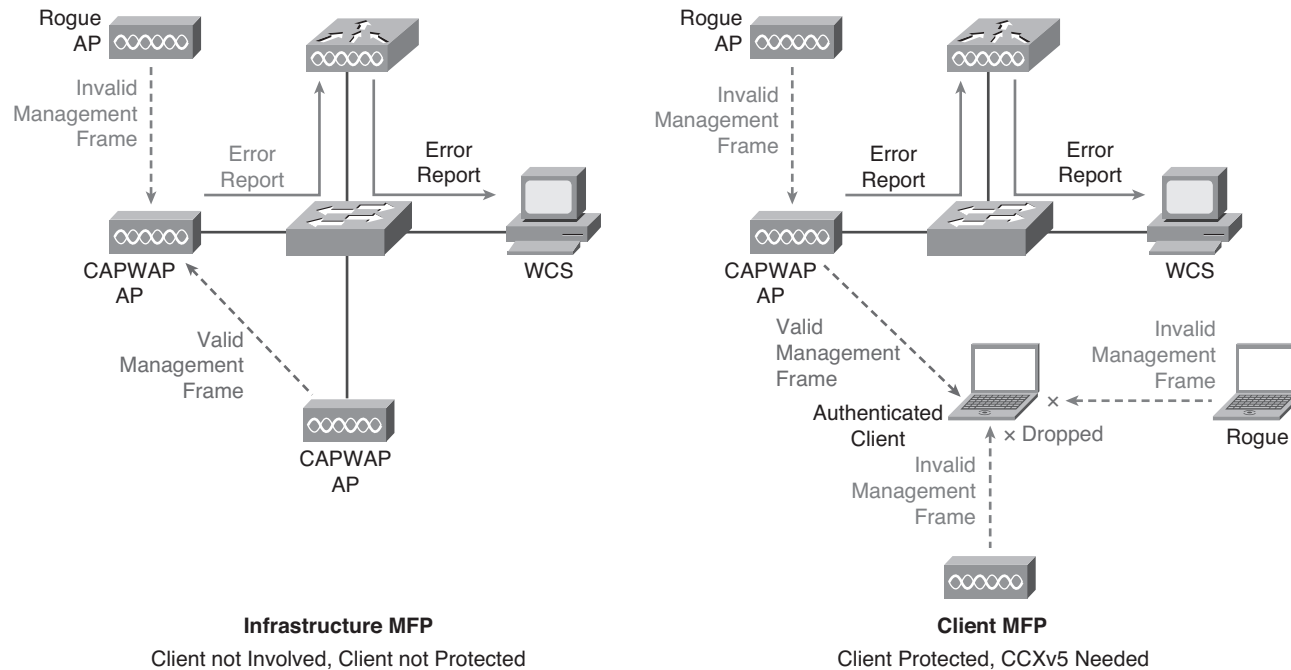 Rogue
AP
Invalid
Management
Frame
Error
Report
Error
Report
CAPWAP
AP
WCS
Valid
Management
Frame
CAPWAP
AP
Infrastructure MFP
Client not Involved, Client not Protected
Rogue
AP
Invalid
Management
Frame
Error
Report
Error
Report
CAPWAP
AP
WCS
Valid
Management
Frame
Invalid
Management
Frame
Authenticated
Client
×
× Dropped
Rogue
Invalid
Management
Frame
Client MFP
Client Protected, CCXv5 Needed